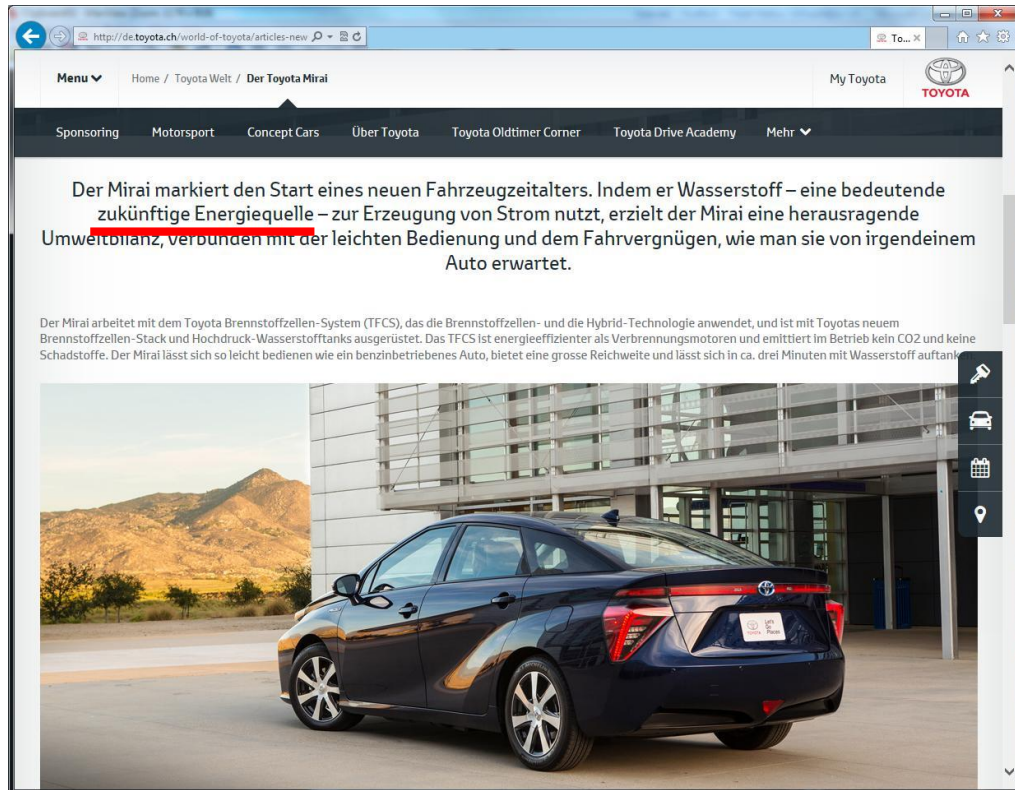 http://de.toyota.ch/world-of-toyota/articles-new
To...
Menu
Home / Toyota Welt / Der Toyota Mirai
My Toyota
TOYOTA
Sponsoring Motorsport Concept Cars Über Toyota Toyota Oldtimer Corner Toyota Drive Academy Mehr
Der Mirai markiert den Start eines neuen Fahrzeugzeitalters. Indem er Wasserstoff – eine bedeutende
zukünftige Energiequelle – zur Erzeugung von Strom nutzt, erzielt der Mirai eine herausragende
Umweltbilanz, verbunden mit der leichten Bedienung und dem Fahrvergnügen, wie man sie von irgendeinem
Auto erwartet.
Der Mirai arbeitet mit dem Toyota Brennstoffzellen-System (TFCS), das die Brennstoffzellen- und die Hybrid-Technologie anwendet, und ist mit Toyotas neuem
Brennstoffzellen-Stack und Hochdruck-Wasserstofftanks ausgerüstet. Das TFCS ist energieeffizienter als Verbrennungsmotoren und emittiert im Betrieb kein CO2 und keine
Schadstoffe. Der Mirai lässt sich so leicht bedienen wie ein benzinbetriebenes Auto, bietet eine grosse Reichweite und lässt sich in ca. drei Minuten mit Wasserstoff auftanken.
Let's
Go
Places